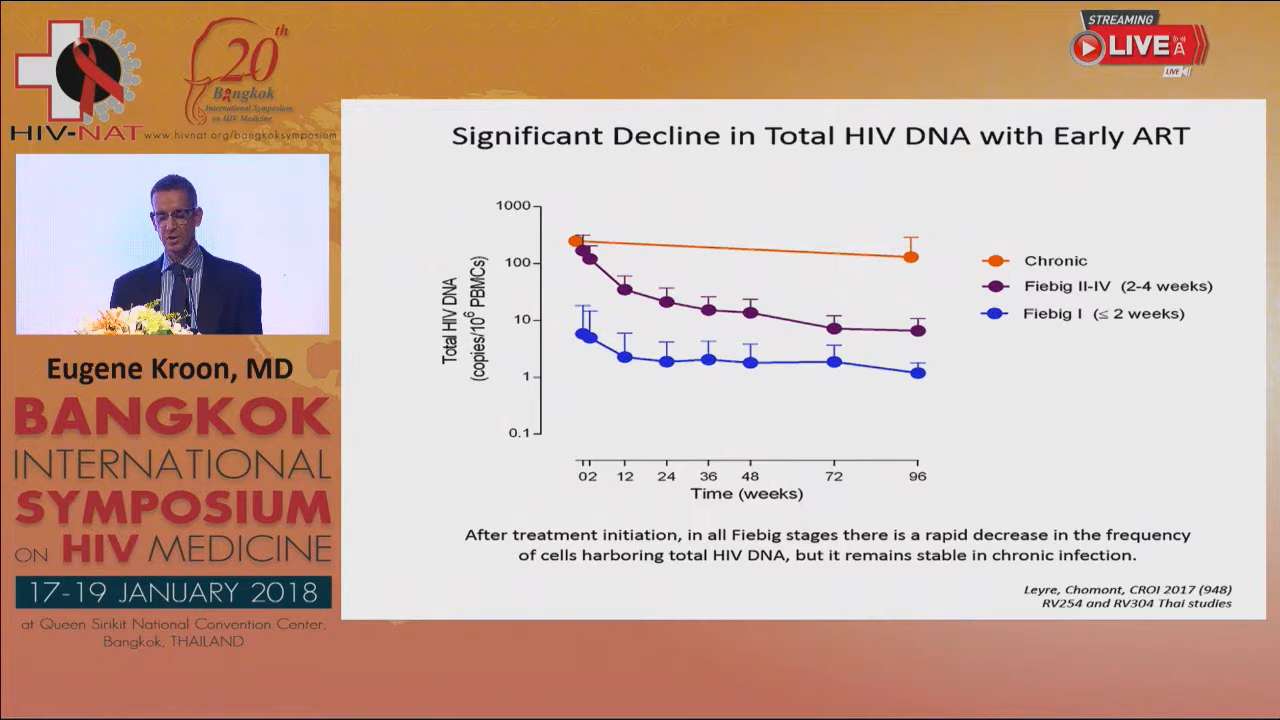 STREAMING
LIVE
LIVE
20th
Bangkok
International Symposium
on HIV Medicine
HIV-NAT www.hivnat.org/bangkoksymposium
Eugene Kroon, MD
BANGKOK
INTERNATIONAL
SYMPOSIUM
ON HIV MEDICINE
17-19 JANUARY 2018
at Queen Sirikit National Convention Center,
Bangkok, THAILAND
Significant Decline in Total HIV DNA with Early ART
Total HIV DNA
(copies/10⁶ PBMCs)
1000
100
10
1
0.1
0 2 12 24 36 48 72 96
Time (weeks)
Chronic
Fiebig II-IV (2-4 weeks)
Fiebig I (≤ 2 weeks)
After treatment initiation, in all Fiebig stages there is a rapid decrease in the frequency
of cells harboring total HIV DNA, but it remains stable in chronic infection.
Leyre, Chomont, CROI 2017 (948)
RV254 and RV304 Thai studies